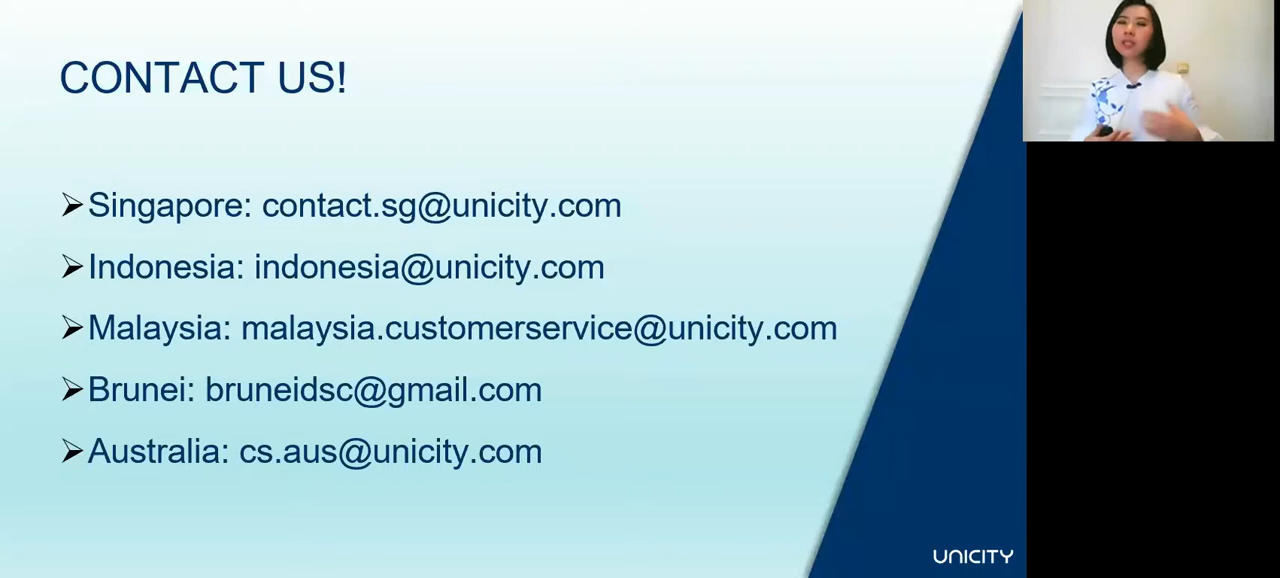 CONTACT US!
➢Singapore: contact.sg@unicity.com
➢Indonesia: indonesia@unicity.com
➢Malaysia: malaysia.customerservice@unicity.com
➢Brunei: bruneidsc@gmail.com
➢Australia: cs.aus@unicity.com
UNICITY